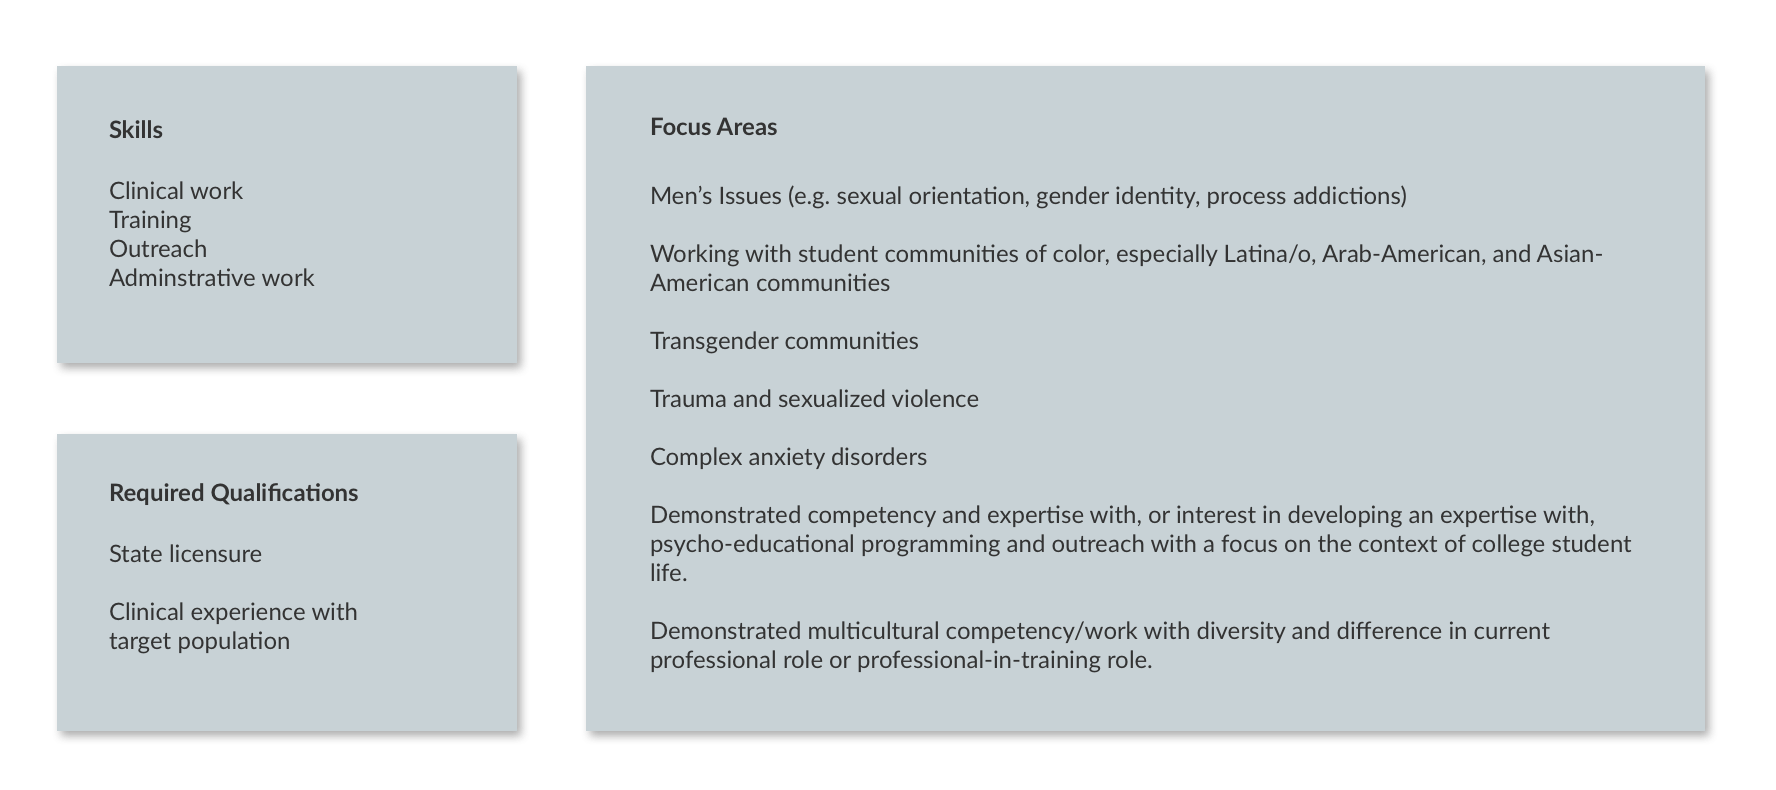 Skills
Clinical work
Training
Outreach
Adminstrative work
Required Qualifications
State licensure
Clinical experience with
target population
Focus Areas
Men’s Issues (e.g. sexual orientation, gender identity, process addictions)
Working with student communities of color, especially Latina/o, Arab-American, and Asian-
American communities
Transgender communities
Trauma and sexualized violence
Complex anxiety disorders
Demonstrated competency and expertise with, or interest in developing an expertise with,
psycho-educational programming and outreach with a focus on the context of college student
life.
Demonstrated multicultural competency/work with diversity and difference in current
professional role or professional-in-training role.